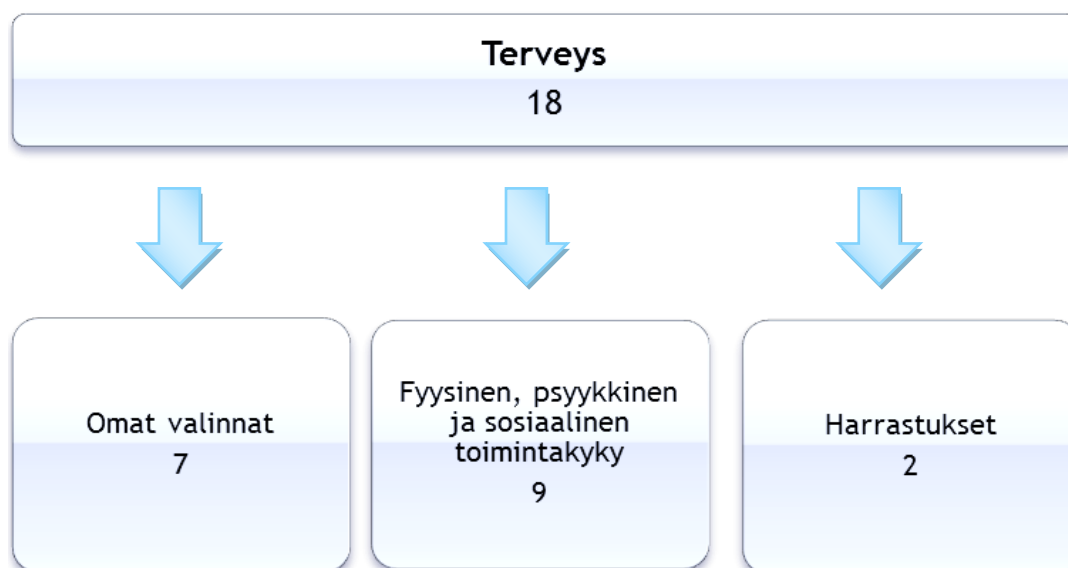 Terveys
18
Omat valinnat
7
Fyysinen, psyykkinen
ja sosiaalinen
toimintakyky
9
Harrastukset
2